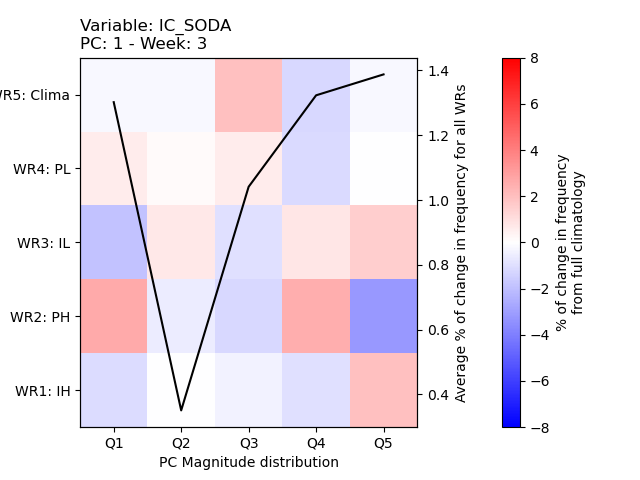 Variable: IC_SODA
PC: 1 - Week: 3
WR5: Clima
WR4: PL
WR3: IL
WR2: PH
WR1: IH
Q1 Q2 Q3 Q4 Q5
PC Magnitude distribution
1.4
1.2
1.0
0.8
0.6
0.4
Average % of change in frequency for all WRs
8
6
4
2
0
−2
−4
−6
−8
% of change in frequency
from full climatology